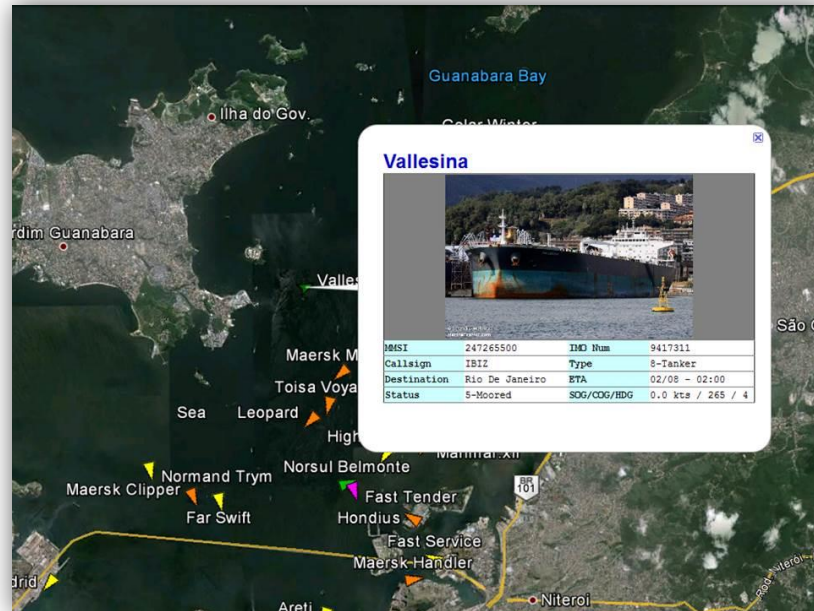 Guanabara Bay
Ilha do Gov.
Vallesina
rdim Guanabara
Valles
São C
MMSI 247265500 IMO Num 9417311
Callsign IBIZ Type 8-Tanker
Destination Rio De Janeiro ETA 02/08 - 02:00
Status 5-Moored SOG/COG/HDG 0.0 kts / 265 / 4
Maersk M
Toisa Voya
Sea Leopard
High
Norsul Belmonte
Normand Trym
Maersk Clipper
Fast Tender
BR
101
Far Swift
Hondius
Fast Service
Maersk Handler
drid
Niteroi
Areti
Rod. Niterói